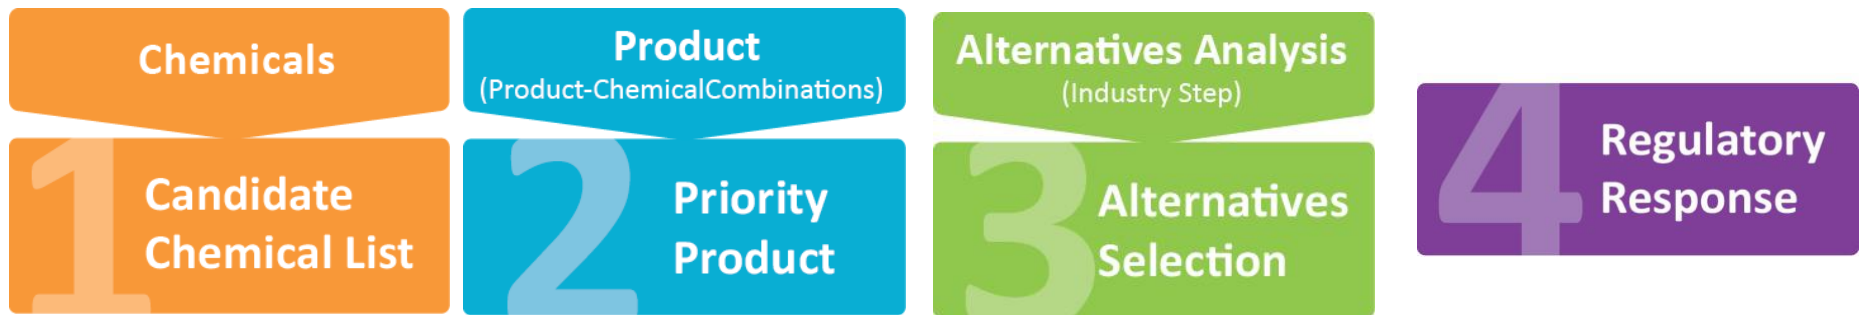 Chemicals
1
Candidate
Chemical List
Product
(Product-ChemicalCombinations)
2
Priority
Product
Alternatives Analysis
(Industry Step)
3
Alternatives
Selection
4
Regulatory
Response